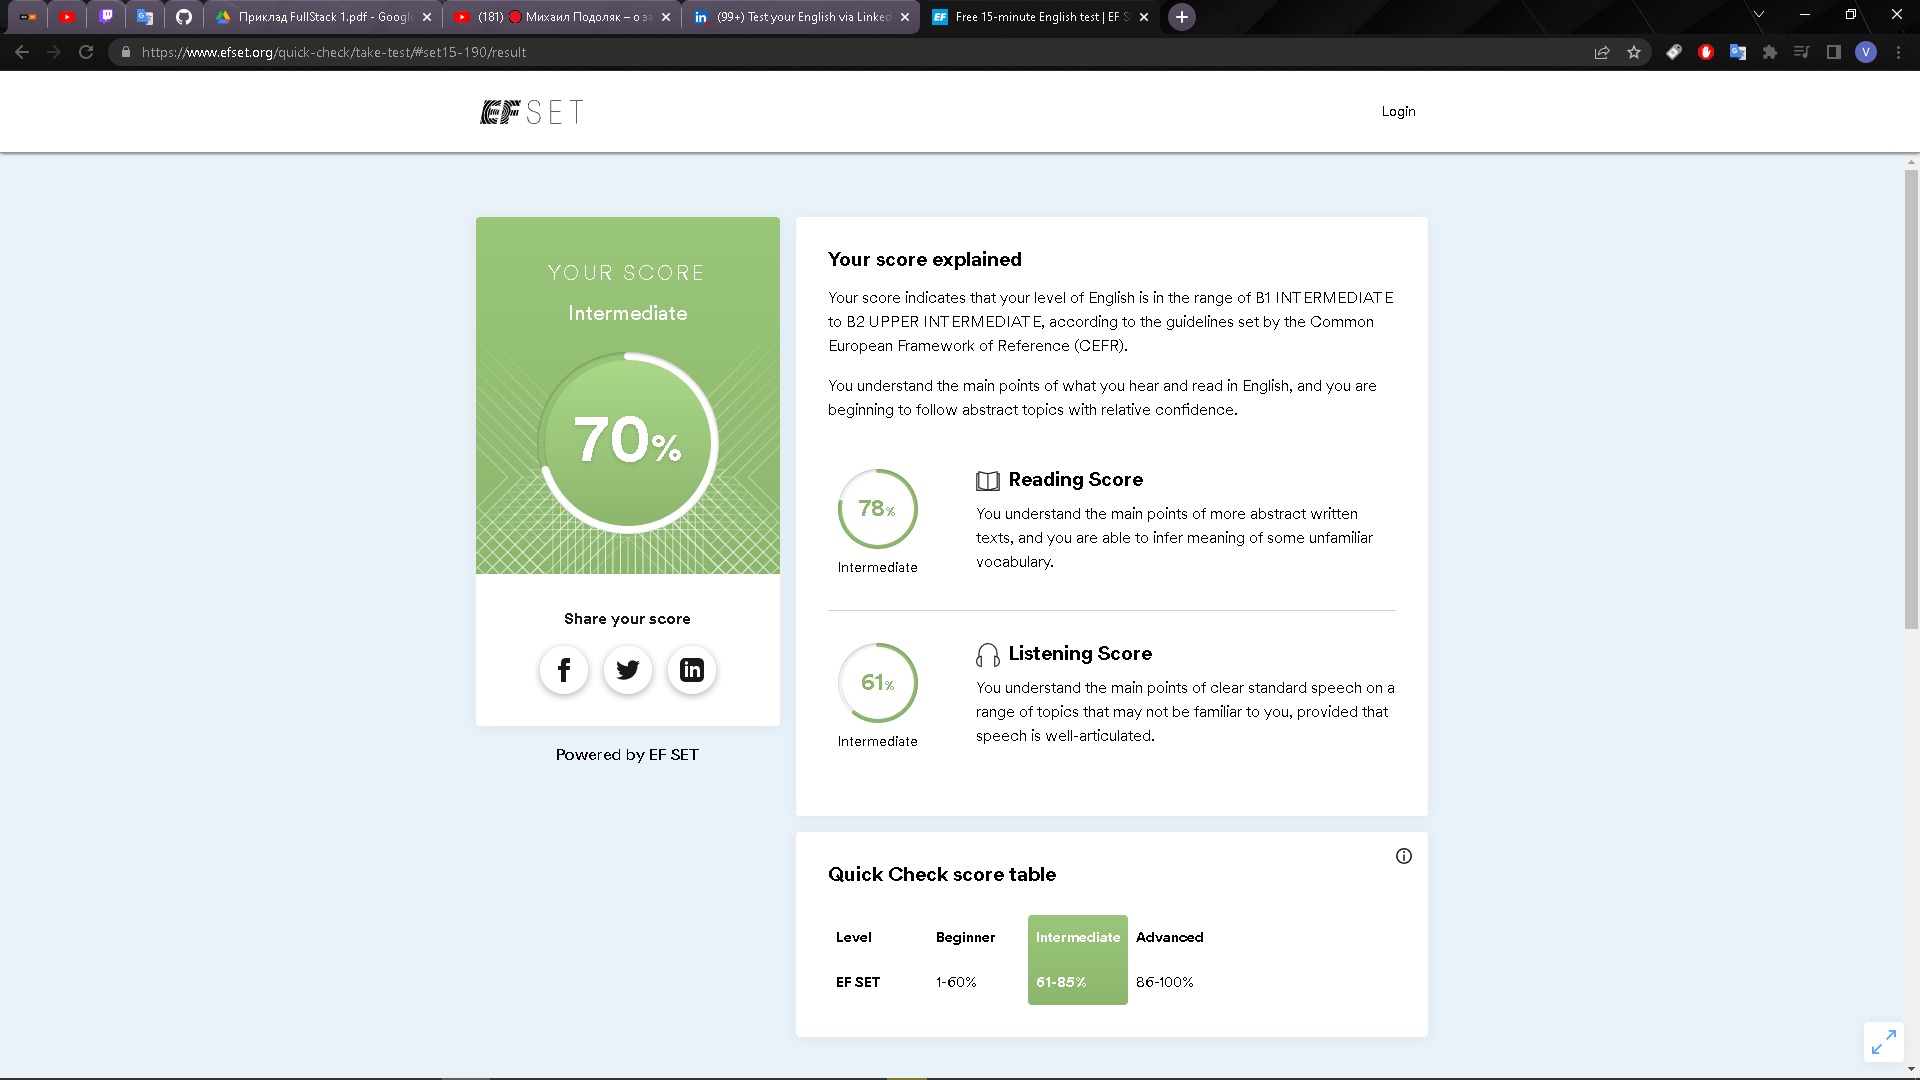 Приклад FullStack 1.pdf - Google
(181) 🔴 Михаил Подоляк – о за
(99+) Test your English via Linked
Free 15-minute English test | EF S
https://www.efset.org/quick-check/take-test/#set15-190/result
V
EF SET
Login
YOUR SCORE
Intermediate
70%
Share your score
Powered by EF SET
Your score explained
Your score indicates that your level of English is in the range of B1 INTERMEDIATE
to B2 UPPER INTERMEDIATE, according to the guidelines set by the Common
European Framework of Reference (CEFR).
You understand the main points of what you hear and read in English, and you are
beginning to follow abstract topics with relative confidence.
78%
Intermediate
Reading Score
You understand the main points of more abstract written
texts, and you are able to infer meaning of some unfamiliar
vocabulary.
61%
Intermediate
Listening Score
You understand the main points of clear standard speech on a
range of topics that may not be familiar to you, provided that
speech is well-articulated.
Quick Check score table
Level Beginner Intermediate Advanced
EF SET 1-60% 61-85% 86-100%